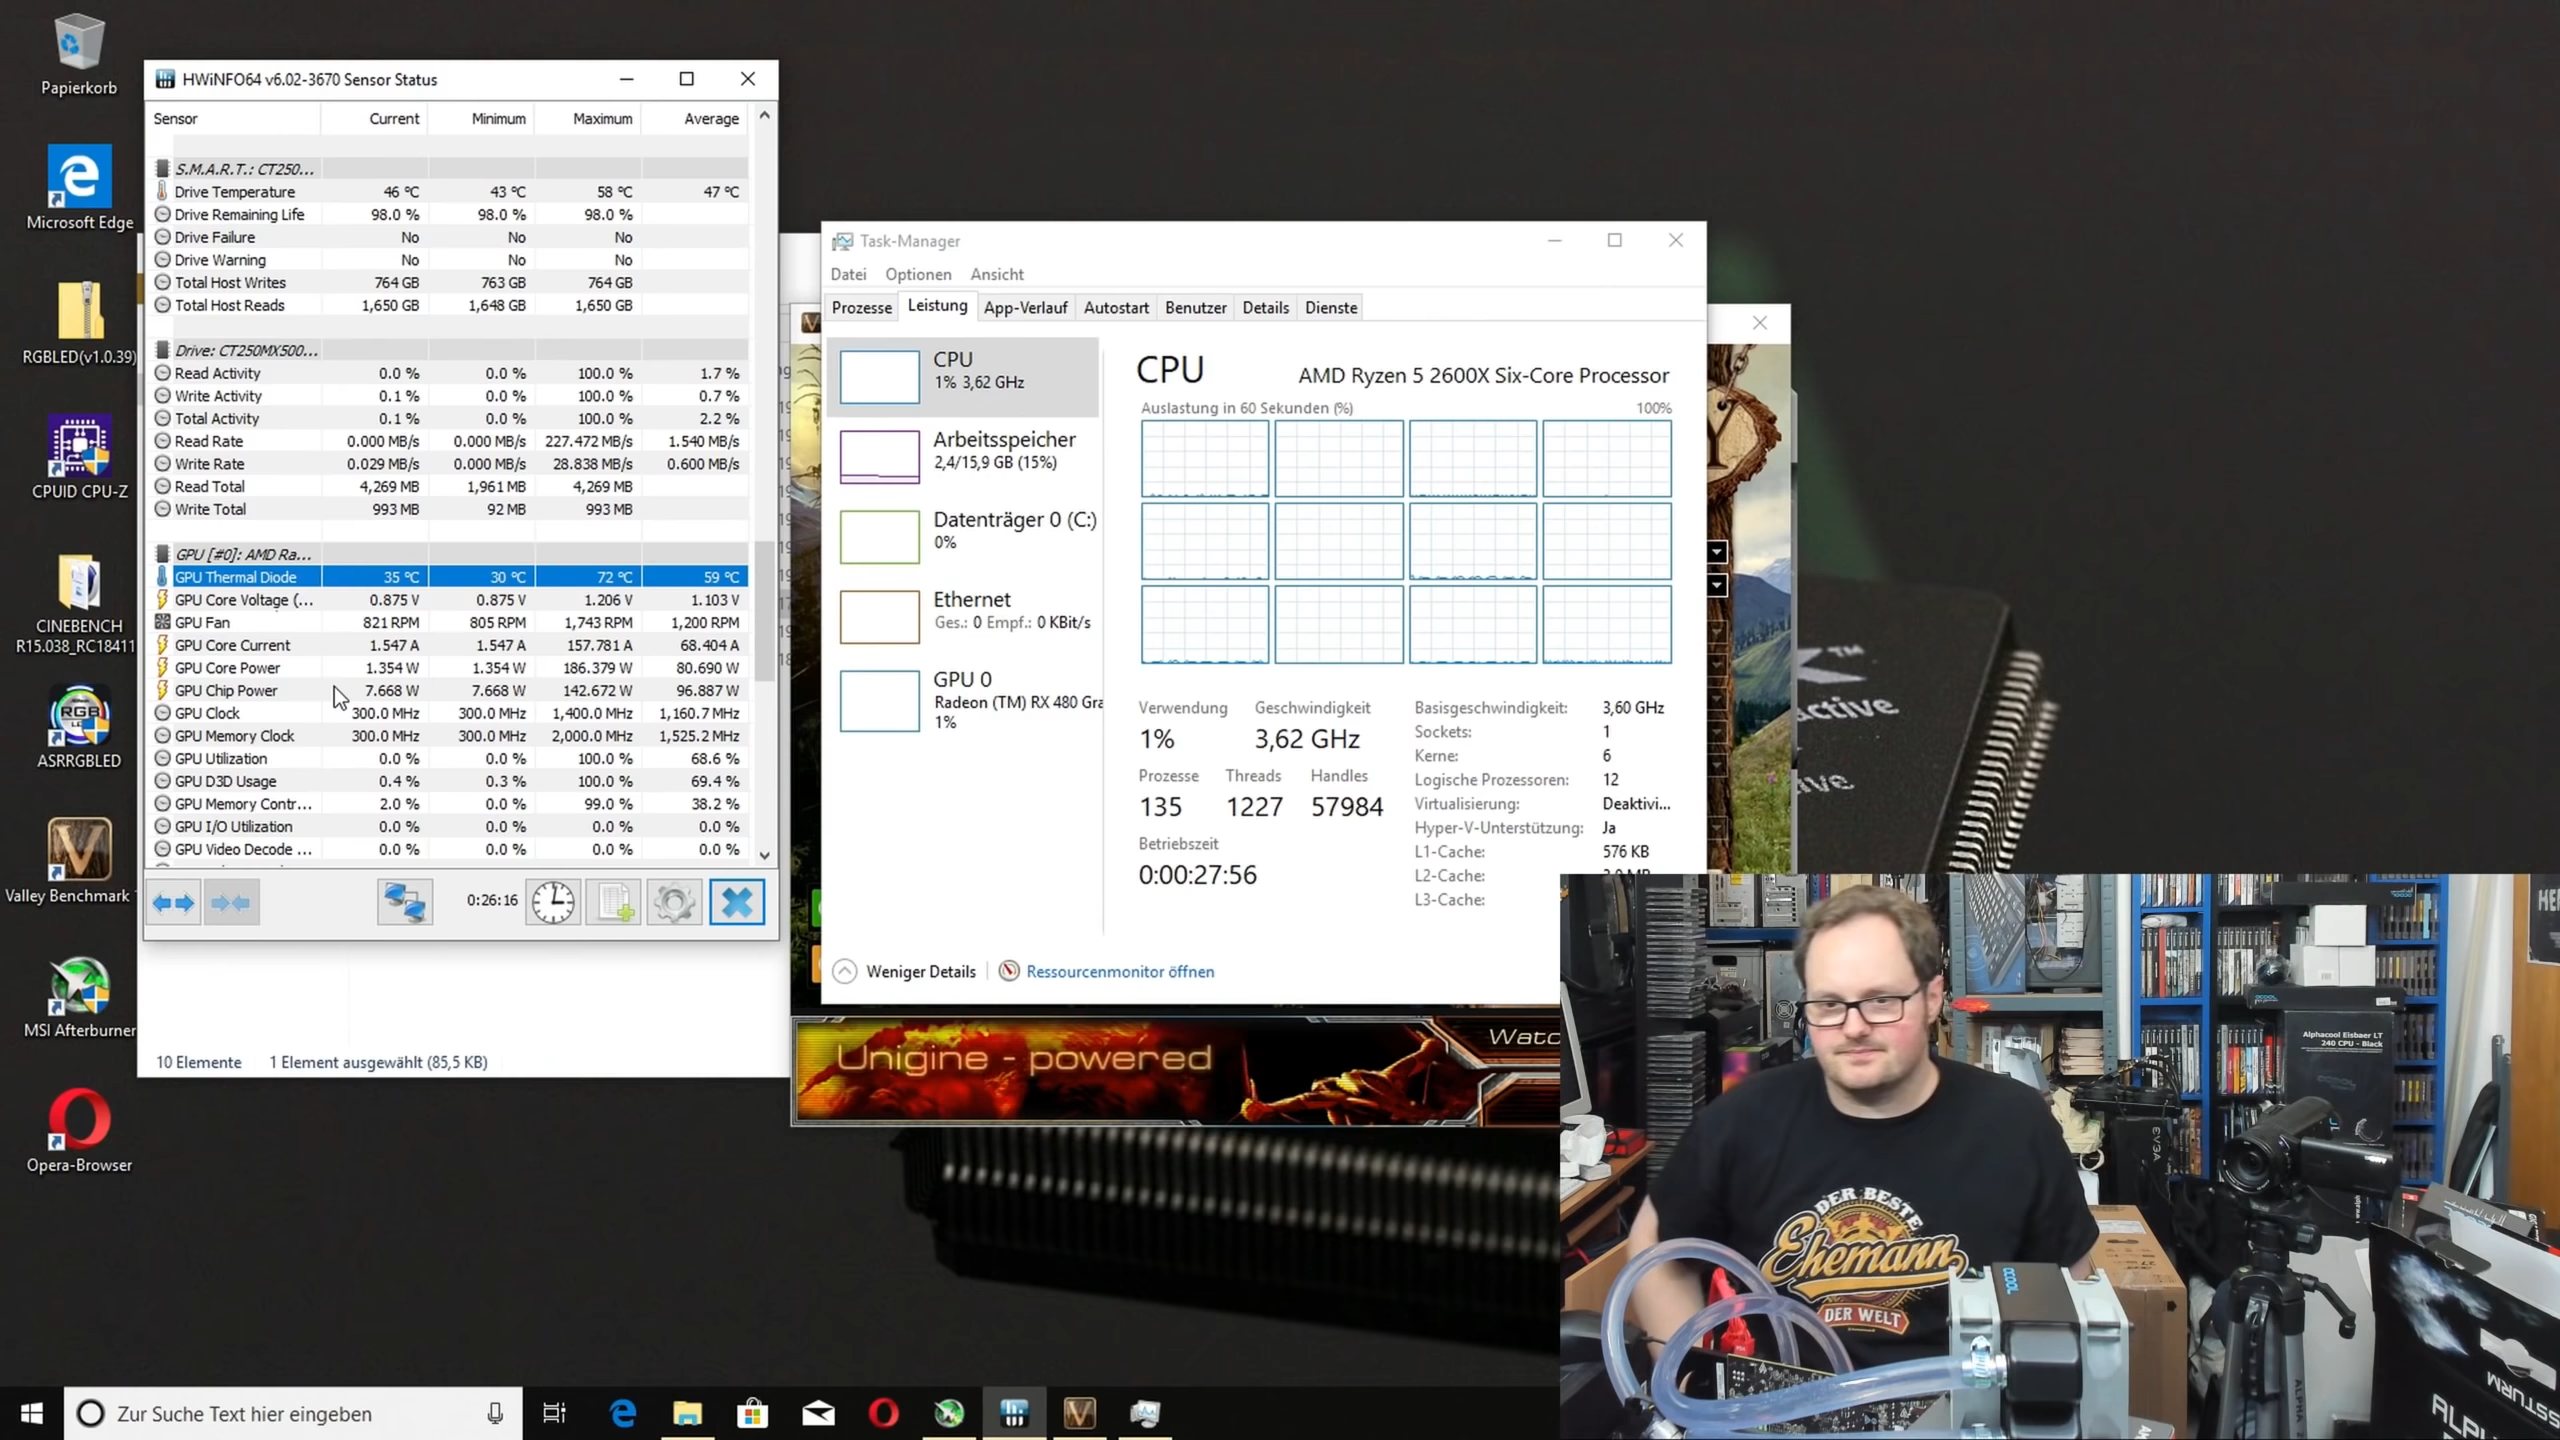 Papierkorb
Microsoft Edge
RGBLED(v1.0.39)
CPUID CPU-Z
CINEBENCH
R15.038_RC18411
ASRRGBLED
Valley Benchmark
MSI Afterburner
Opera-Browser
HWiNFO64 v6.02-3670 Sensor Status
Sensor Current Minimum Maximum Average
S.M.A.R.T.: CT250...
Drive Temperature 46 °C 43 °C 58 °C 47 °C
Drive Remaining Life 98.0 % 98.0 % 98.0 %
Drive Failure No No No
Drive Warning No No No
Total Host Writes 764 GB 763 GB 764 GB
Total Host Reads 1,650 GB 1,648 GB 1,650 GB
Drive: CT250MX500...
Read Activity 0.0 % 0.0 % 100.0 % 1.7 %
Write Activity 0.1 % 0.0 % 100.0 % 0.7 %
Total Activity 0.1 % 0.0 % 100.0 % 2.2 %
Read Rate 0.000 MB/s 0.000 MB/s 227.472 MB/s 1.540 MB/s
Write Rate 0.029 MB/s 0.000 MB/s 28.838 MB/s 0.600 MB/s
Read Total 4,269 MB 1,961 MB 4,269 MB
Write Total 993 MB 92 MB 993 MB
GPU [#0]: AMD Ra...
GPU Thermal Diode 35 °C 30 °C 72 °C 59 °C
GPU Core Voltage (... 0.875 V 0.875 V 1.206 V 1.103 V
GPU Fan 821 RPM 805 RPM 1,743 RPM 1,200 RPM
GPU Core Current 1.547 A 1.547 A 157.781 A 68.404 A
GPU Core Power 1.354 W 1.354 W 186.379 W 80.690 W
GPU Chip Power 7.668 W 7.668 W 142.672 W 96.887 W
GPU Clock 300.0 MHz 300.0 MHz 1,400.0 MHz 1,160.7 MHz
GPU Memory Clock 300.0 MHz 300.0 MHz 2,000.0 MHz 1,525.2 MHz
GPU Utilization 0.0 % 0.0 % 100.0 % 68.6 %
GPU D3D Usage 0.4 % 0.3 % 100.0 % 69.4 %
GPU Memory Contr... 2.0 % 0.0 % 99.0 % 38.2 %
GPU I/O Utilization 0.0 % 0.0 % 0.0 % 0.0 %
GPU Video Decode ... 0.0 % 0.0 % 0.0 % 0.0 %
0:26:16
10 Elemente 1 Element ausgewählt (85,5 KB)
Task-Manager
Datei Optionen Ansicht
Prozesse Leistung App-Verlauf Autostart Benutzer Details Dienste
CPU
1% 3,62 GHz
Arbeitsspeicher
2,4/15,9 GB (15%)
Datenträger 0 (C:)
0%
Ethernet
Ges.: 0 Empf.: 0 KBit/s
GPU 0
Radeon (TM) RX 480 Gra
1%
CPU AMD Ryzen 5 2600X Six-Core Processor
Auslastung in 60 Sekunden (%) 100%
Verwendung Geschwindigkeit
1% 3,62 GHz
Prozesse Threads Handles
135 1227 57984
Betriebszeit
0:00:27:56
Basisgeschwindigkeit: 3,60 GHz
Sockets: 1
Kerne: 6
Logische Prozessoren: 12
Virtualisierung: Deaktivi...
Hyper-V-Unterstützung: Ja
L1-Cache: 576 KB
L2-Cache:
L3-Cache:
Weniger Details Ressourcenmonitor öffnen
Unigine - powered
Alphacool Eisbaer LT
240 CPU - Black
EVGA
DER BESTE
Ehemann
DER WELT
Zur Suche Text hier eingeben